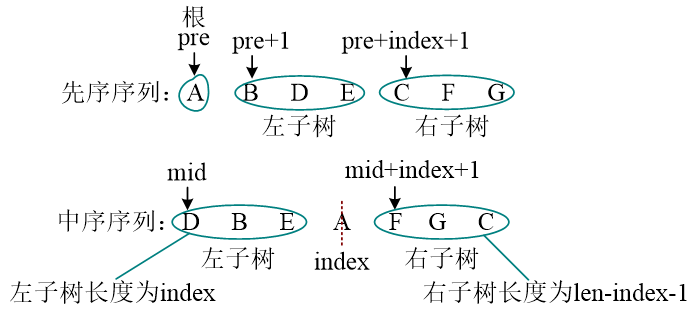 根
pre pre+1 pre+index+1
先序序列: A B D E C F G
左子树 右子树
mid mid+index+1
中序序列: D B E A F G C
左子树 index 右子树
左子树长度为index 右子树长度为len-index-1